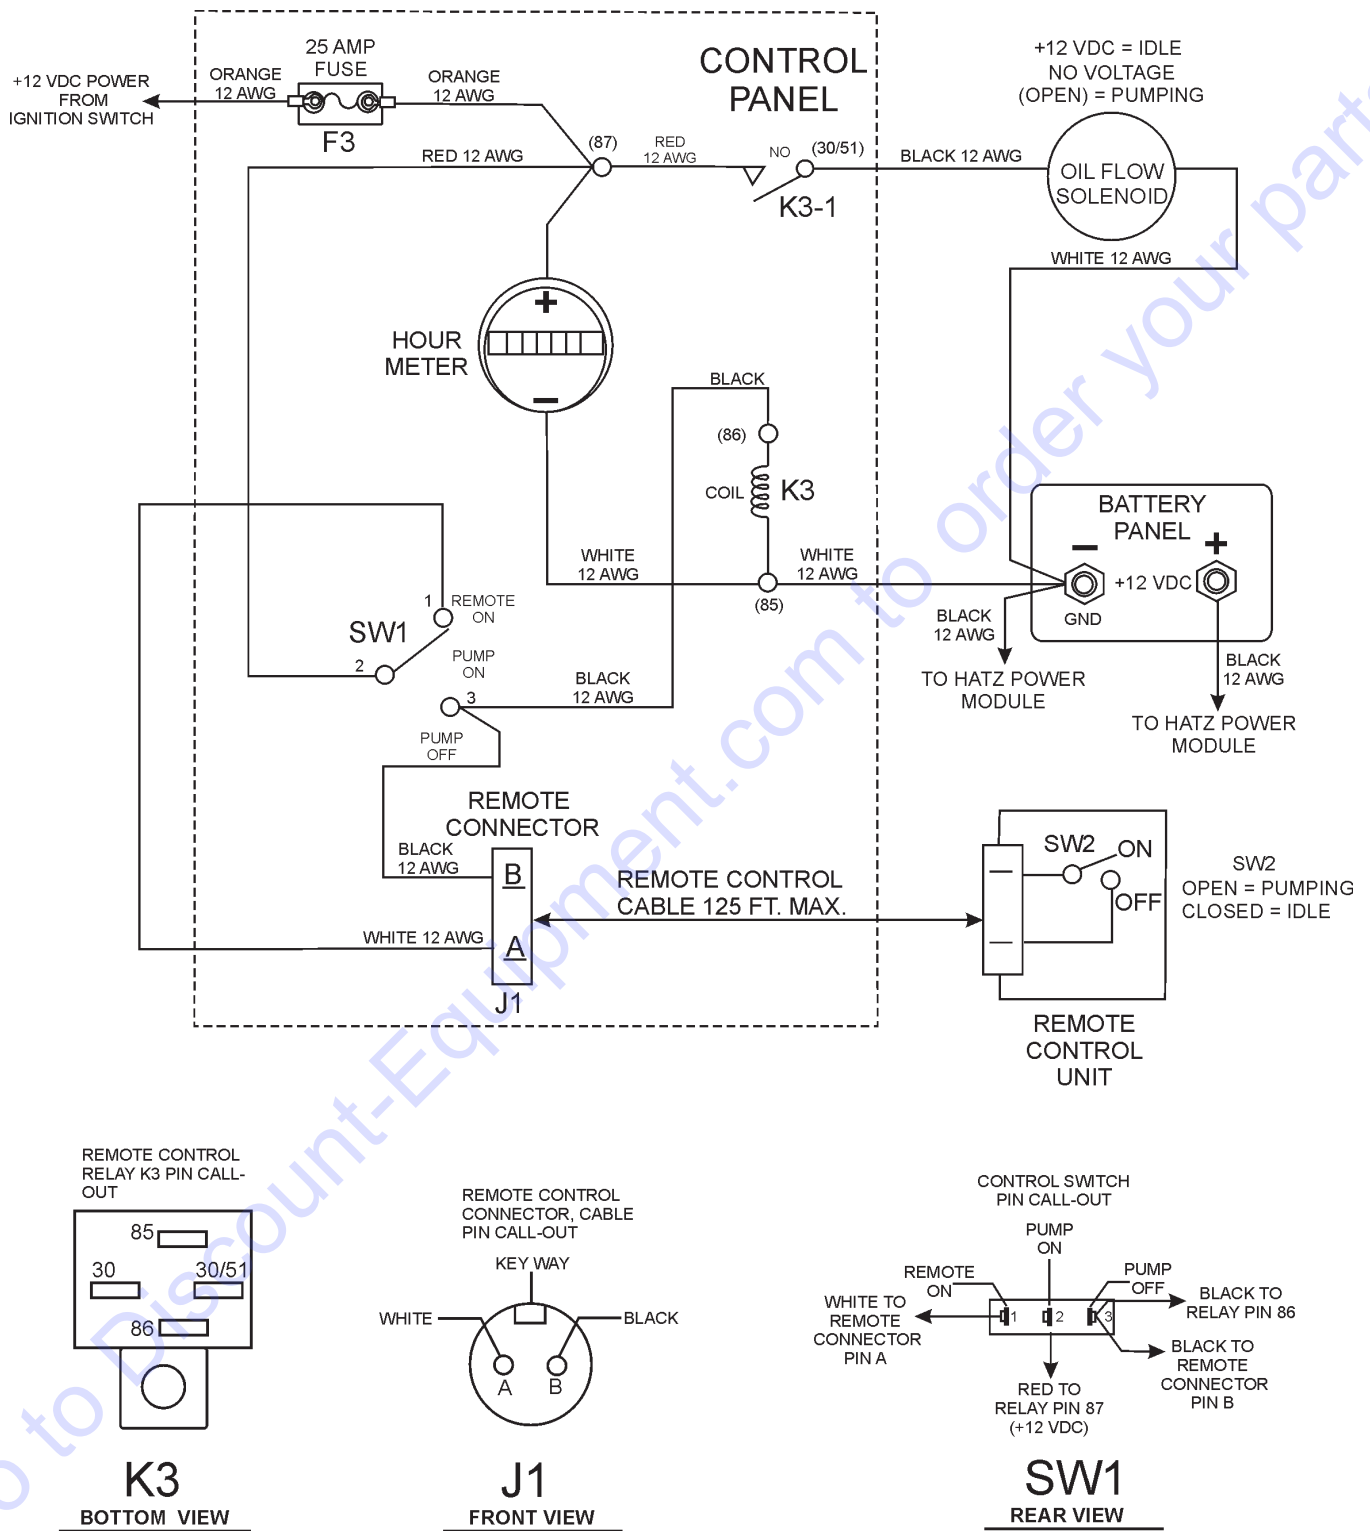 CONTROL
PANEL
25 AMP
FUSE
F3
+12 VDC POWER
FROM
IGNITION SWITCH
ORANGE
12 AWG
ORANGE
12 AWG
RED 12 AWG
(87)
RED
12 AWG
NO
(30/51)
K3-1
BLACK 12 AWG
+12 VDC = IDLE
NO VOLTAGE
(OPEN) = PUMPING
OIL FLOW
SOLENOID
WHITE 12 AWG
+
HOUR
METER
−
BLACK
(86)
COIL
K3
WHITE
12 AWG
WHITE
12 AWG
(85)
BATTERY
PANEL
−
+
+12 VDC
GND
BLACK
12 AWG
TO HATZ POWER
MODULE
BLACK
12 AWG
TO HATZ POWER
MODULE
1
REMOTE
ON
SW1
2
PUMP
ON
3
BLACK
12 AWG
PUMP
OFF
REMOTE
CONNECTOR
BLACK
12 AWG
B
WHITE 12 AWG
A
J1
REMOTE CONTROL
CABLE 125 FT. MAX.
SW2
ON
OFF
SW2
OPEN = PUMPING
CLOSED = IDLE
REMOTE
CONTROL
UNIT
REMOTE CONTROL
RELAY K3 PIN CALL-
OUT
85
30
30/51
86
K3
BOTTOM VIEW
REMOTE CONTROL
CONNECTOR, CABLE
PIN CALL-OUT
KEY WAY
WHITE
BLACK
A
B
J1
FRONT VIEW
CONTROL SWITCH
PIN CALL-OUT
PUMP
ON
REMOTE
ON
PUMP
OFF
WHITE TO
REMOTE
CONNECTOR
PIN A
1
2
3
BLACK TO
RELAY PIN 86
BLACK TO
REMOTE
CONNECTOR
PIN B
RED TO
RELAY PIN 87
(+12 VDC)
SW1
REAR VIEW
to Discount-Equipment.com to order your parts